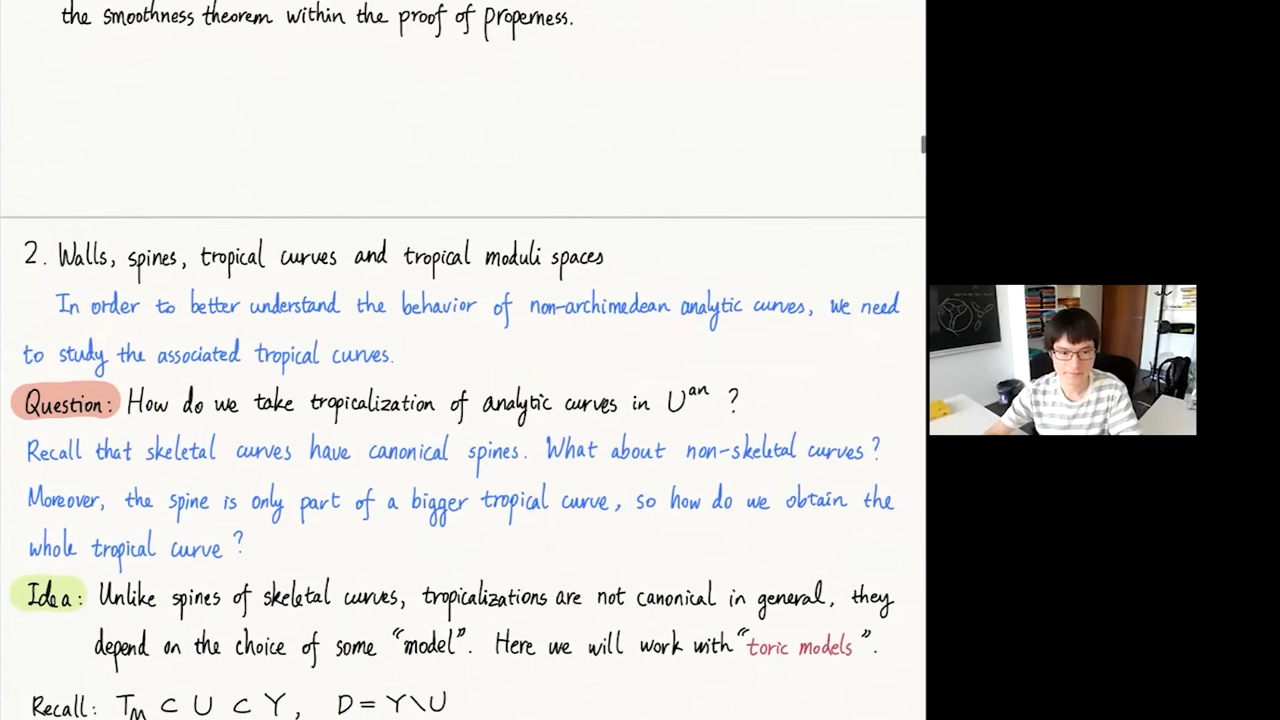 the smoothness theorem within the proof of properness.
2. Walls, spines, tropical curves and tropical moduli spaces
In order to better understand the behavior of non-archimedean analytic curves, we need
to study the associated tropical curves.
Question: How do we take tropicalization of analytic curves in U^an ?
Recall that skeletal curves have canonical spines. What about non-skeletal curves?
Moreover, the spine is only part of a bigger tropical curve, so how do we obtain the
whole tropical curve?
Idea: Unlike spines of skeletal curves, tropicalizations are not canonical in general, they
depend on the choice of some "model". Here we will work with "toric models".
Recall: T_M ⊂ U ⊂ Y, D = Y \ U